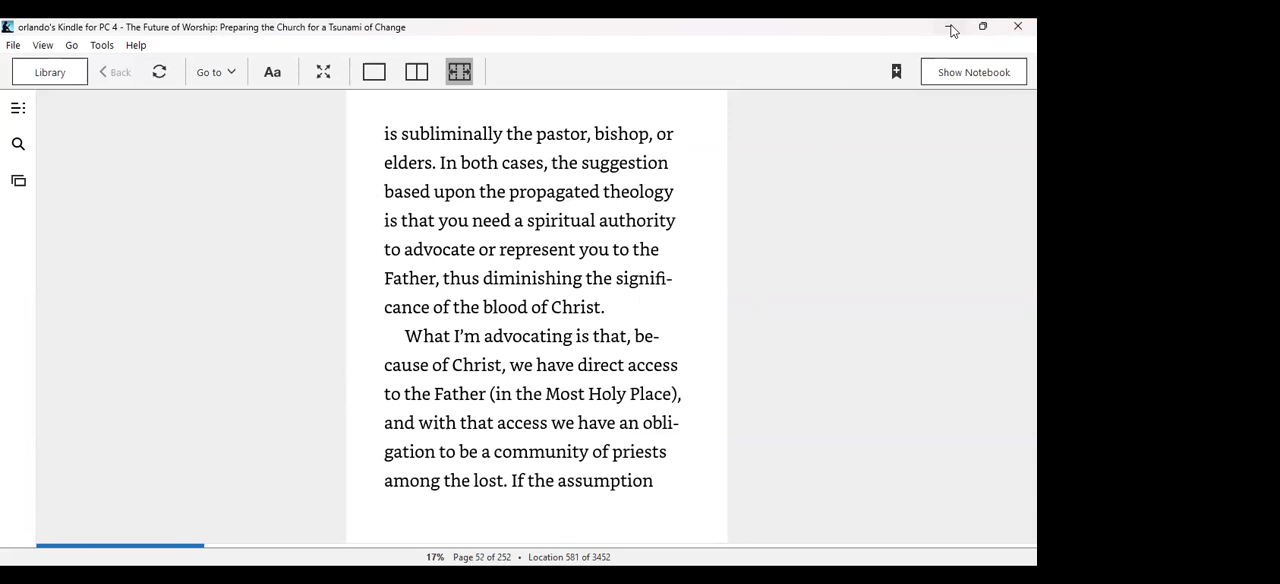 orlando's Kindle for PC 4 - The Future of Worship: Preparing the Church for a Tsunami of Change
File View Go Tools Help
Library Back Go to Aa Show Notebook
is subliminally the pastor, bishop, or
elders. In both cases, the suggestion
based upon the propagated theology
is that you need a spiritual authority
to advocate or represent you to the
Father, thus diminishing the signifi-
cance of the blood of Christ.
What I'm advocating is that, be-
cause of Christ, we have direct access
to the Father (in the Most Holy Place),
and with that access we have an obli-
gation to be a community of priests
among the lost. If the assumption
17% Page 52 of 252 • Location 581 of 3452